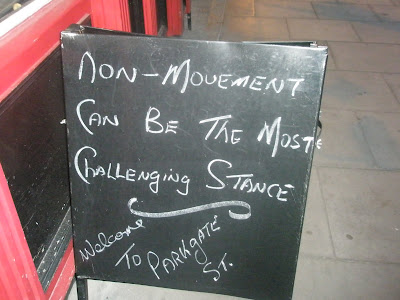 Non-Movement
Can Be The Most
Challenging Stance
Welcome
To Parkgate
St.